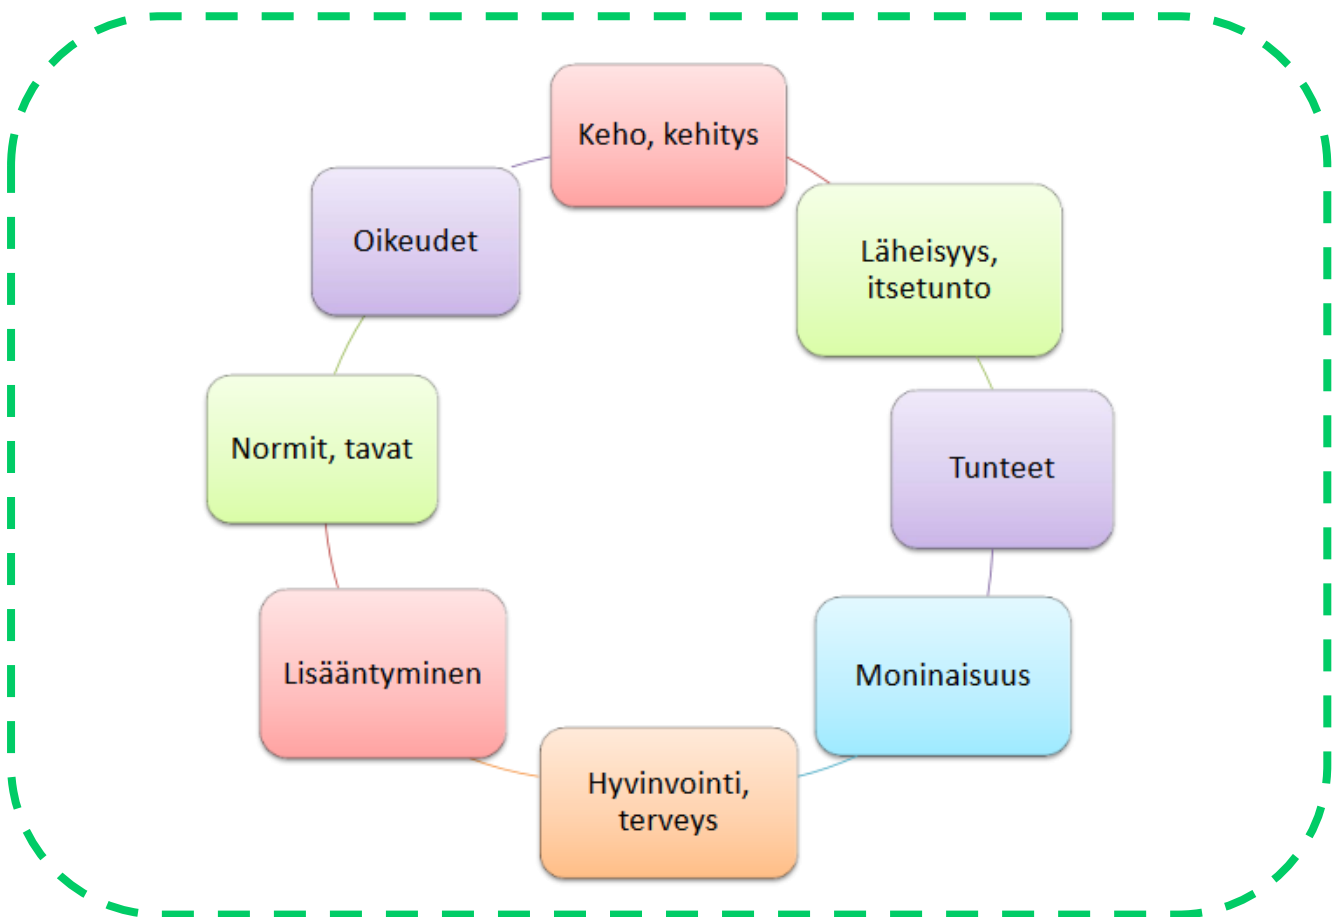 Keho, kehitys
Läheisyys,
itsetunto
Tunteet
Moninaisuus
Hyvinvointi,
terveys
Lisääntyminen
Normit, tavat
Oikeudet